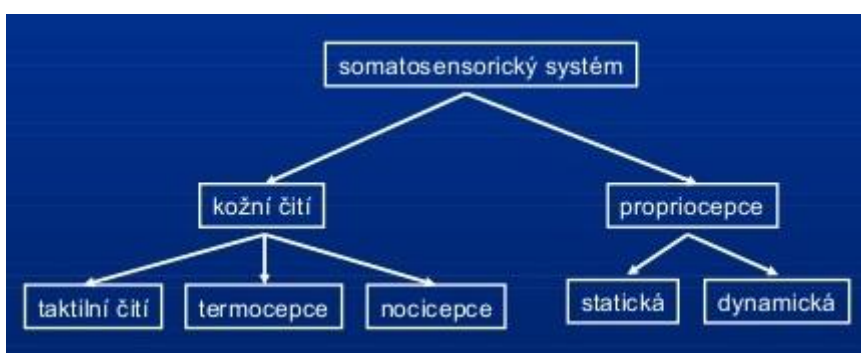 somatosensorický systém
kožní čití
propriocepce
taktilní čití
termocepce
nocicepce
statická
dynamická